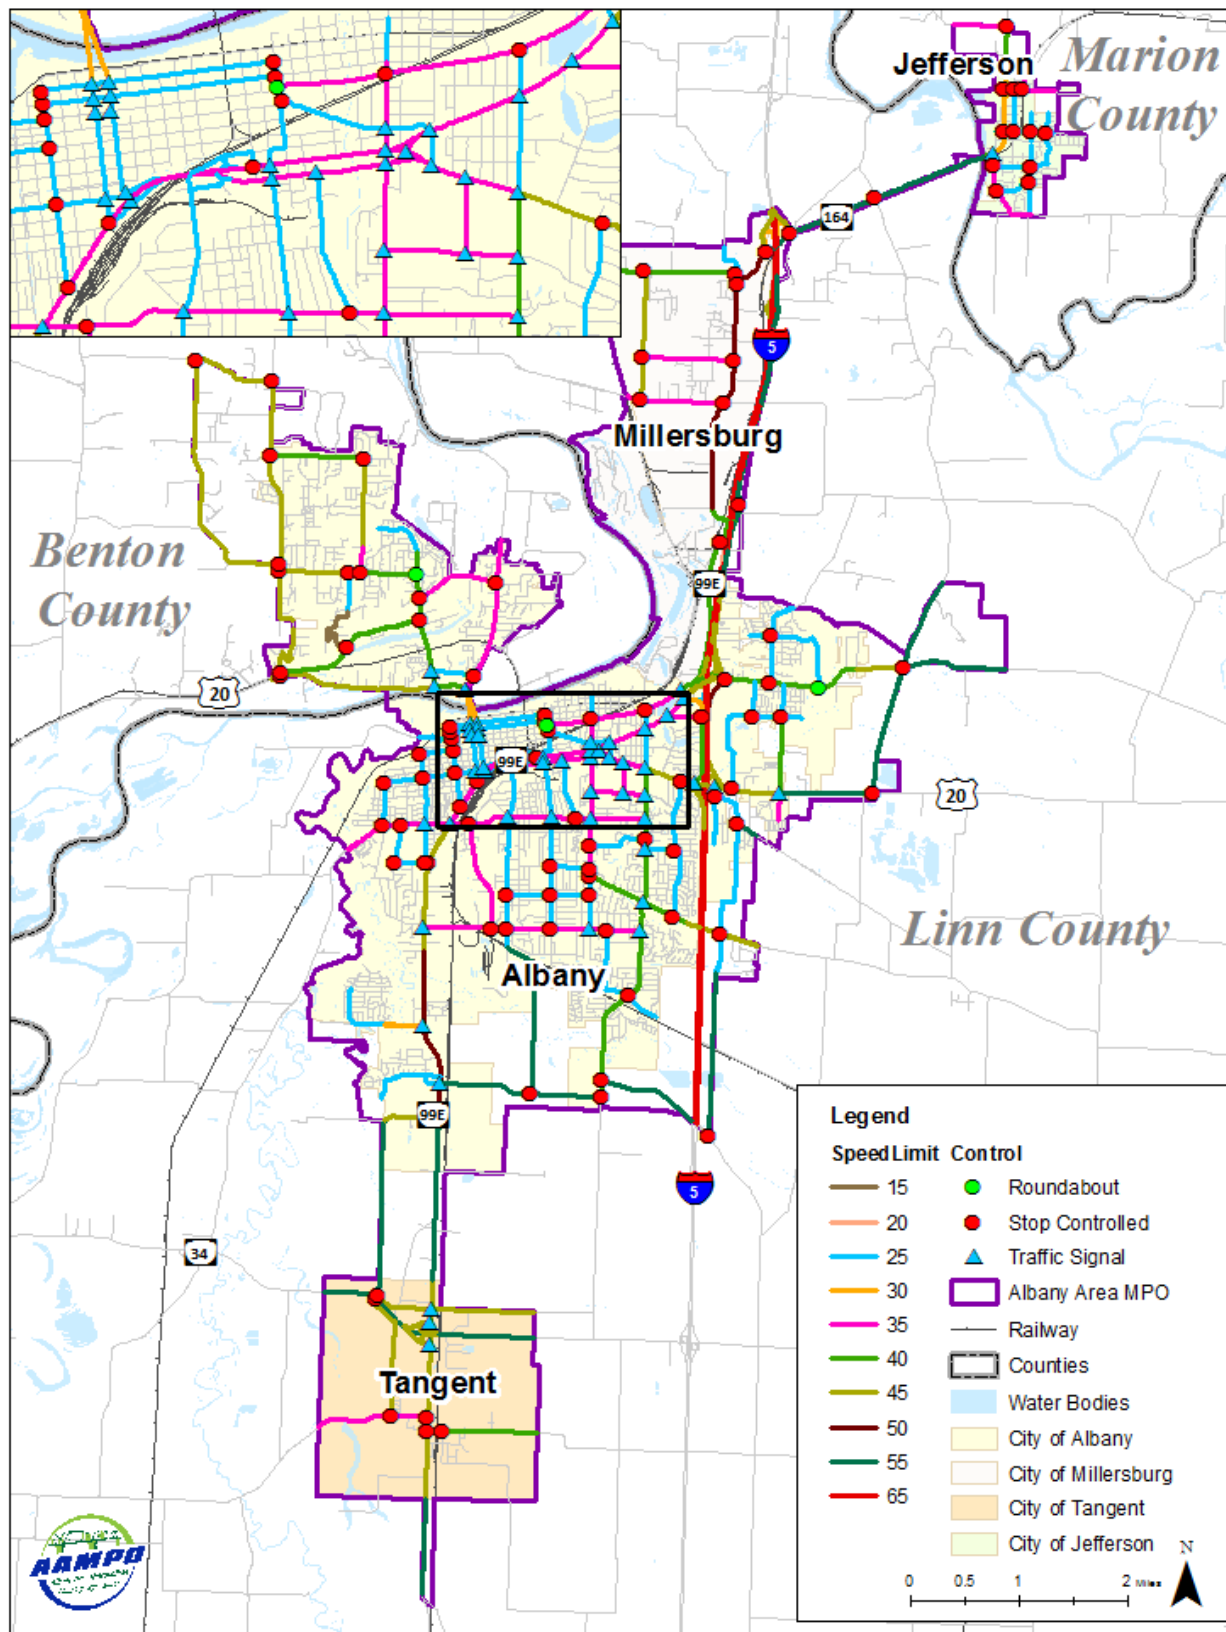 Jefferson
Marion
County
164
5
Millersburg
Benton
County
99E
20
99E
20
Linn County
Albany
99E
5
34
Tangent
Legend
Speed Limit Control
15 Roundabout
20 Stop Controlled
25 Traffic Signal
30 Albany Area MPO
35 Railway
40 Counties
45 Water Bodies
50 City of Albany
55 City of Millersburg
65 City of Tangent
City of Jefferson
N
0 0.5 1 2 Miles
AAMPO